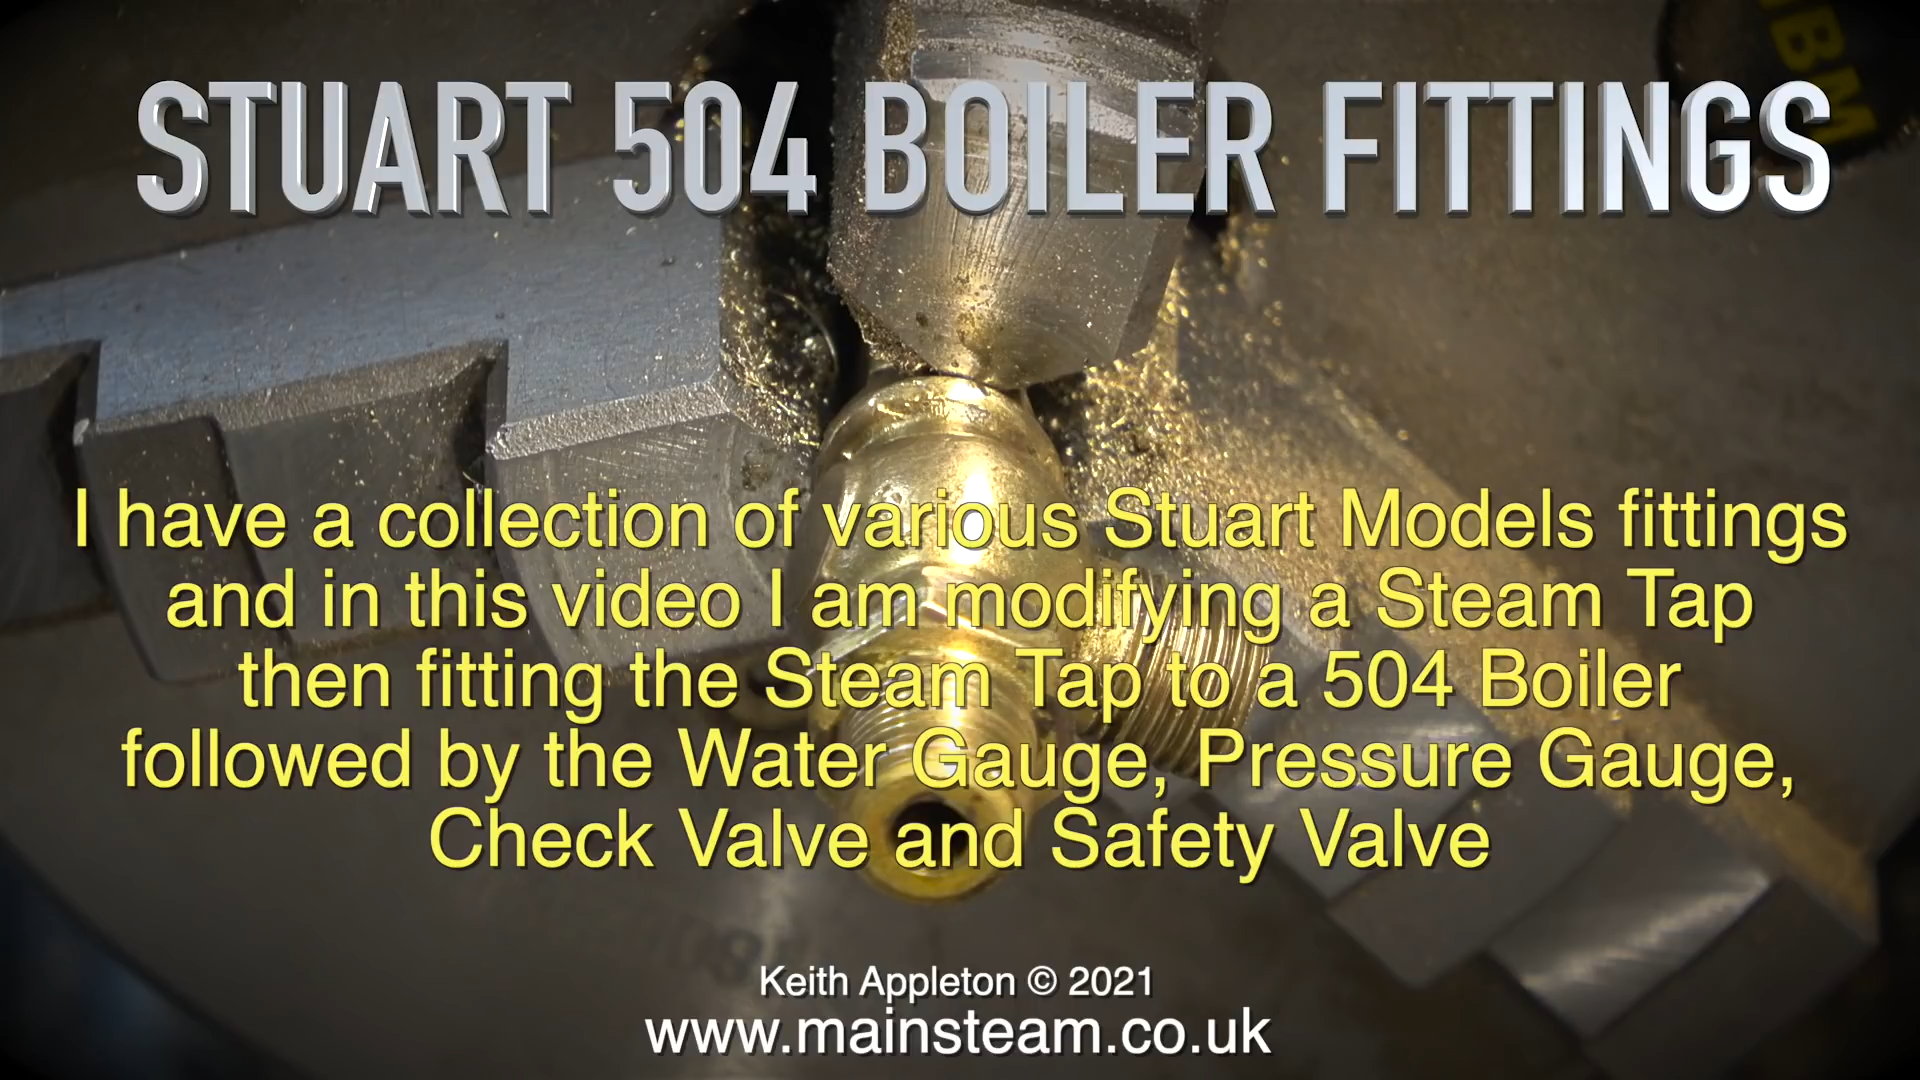 STUART 504 BOILER FITTINGS
I have a collection of various Stuart Models fittings
and in this video I am modifying a Steam Tap
then fitting the Steam Tap to a 504 Boiler
followed by the Water Gauge, Pressure Gauge,
Check Valve and Safety Valve
Keith Appleton © 2021
www.mainsteam.co.uk